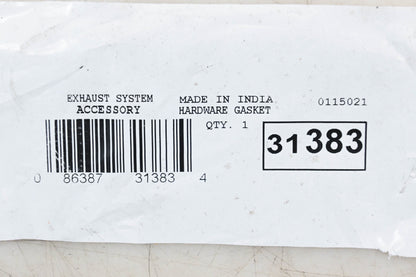 EXHAUST SYSTEM MADE IN INDIA 0115021
ACCESSORY HARDWARE GASKET
QTY. 1
31383
0 86387 31383 4